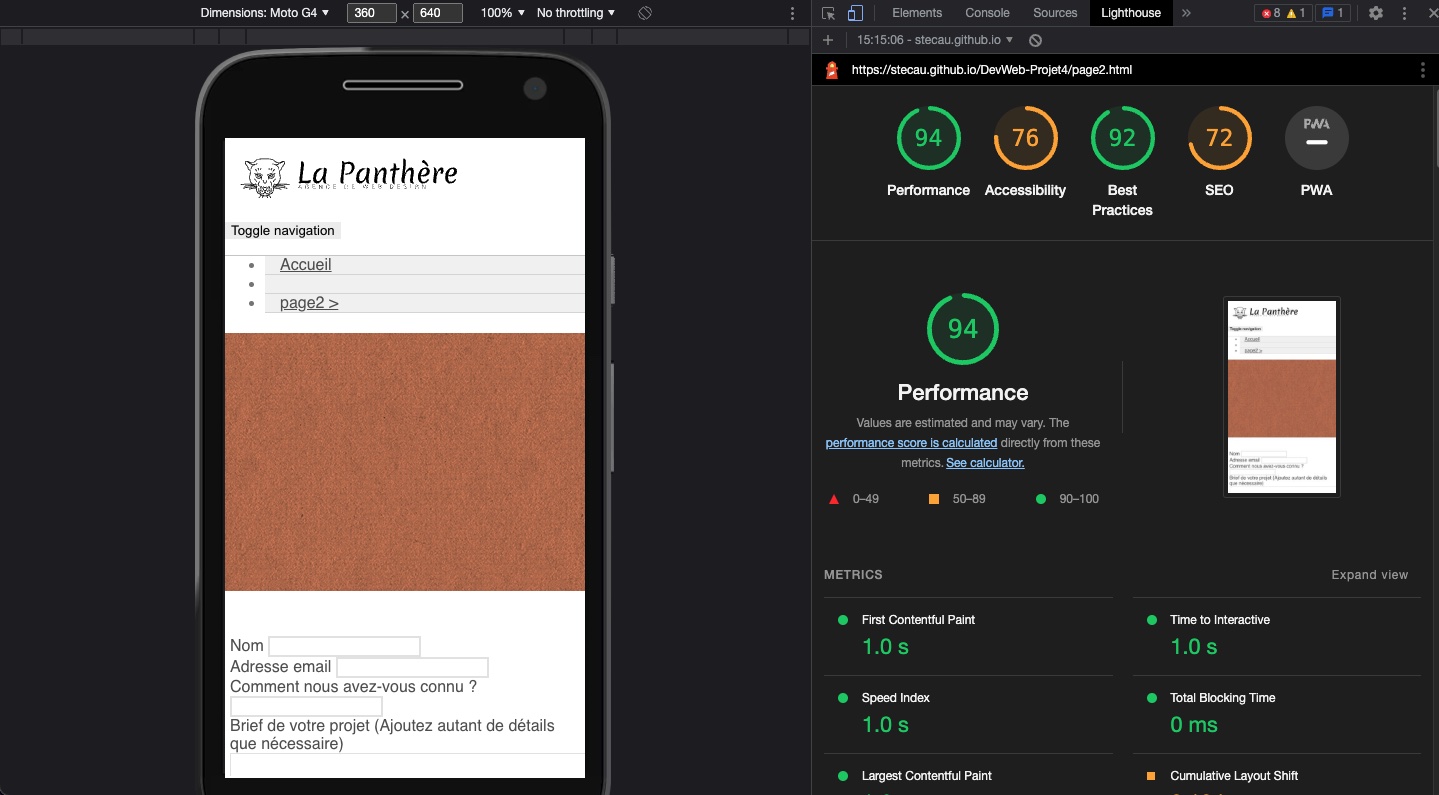 Dimensions: Moto G4 ▼ 360 × 640 100% ▼ No throttling ▼
Elements Console Sources Lighthouse » 8 1 1
+ 15:15:06 - stecau.github.io ▼
https://stecau.github.io/DevWeb-Projet4/page2.html
La Panthère
AGENCE DE WEB DESIGN
Toggle navigation
Accueil
page2 >
Nom
Adresse email
Comment nous avez-vous connu ?
Brief de votre projet (Ajoutez autant de détails
que nécessaire)
94 76 92 72 PWA
Performance Accessibility Best Practices SEO PWA
94
Performance
Values are estimated and may vary. The
performance score is calculated directly from these
metrics. See calculator.
0–49 50–89 90–100
La Panthère
Toggle navigation
Accueil
page2 >
Nom
Adresse email
Comment nous avez-vous connu ?
Brief de votre projet (Ajoutez autant de détails
que nécessaire)
METRICS Expand view
First Contentful Paint
1.0 s
Time to Interactive
1.0 s
Speed Index
1.0 s
Total Blocking Time
0 ms
Largest Contentful Paint
Cumulative Layout Shift